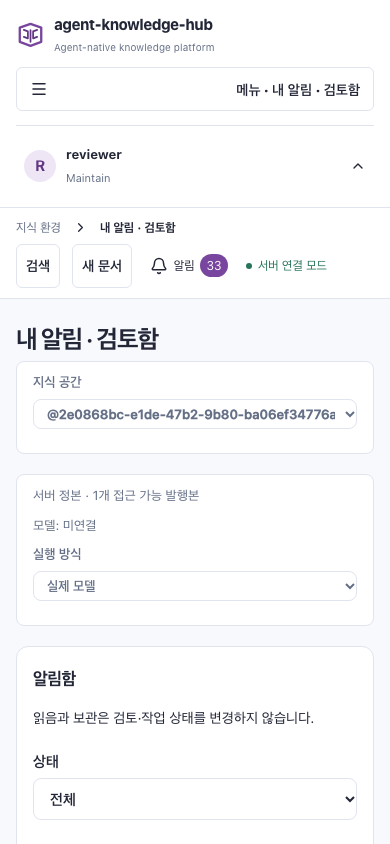 agent-knowledge-hub
Agent-native knowledge platform
메뉴 · 내 알림 · 검토함
R
reviewer
Maintain
지식 환경 > 내 알림 · 검토함
검색
새 문서
알림 33
서버 연결 모드
내 알림 · 검토함
지식 공간
@2e0868bc-e1de-47b2-9b80-ba06ef34776a
서버 정본 · 1개 접근 가능 발행본
모델: 미연결
실행 방식
실제 모델
알림함
읽음과 보관은 검토·작업 상태를 변경하지 않습니다.
상태
전체